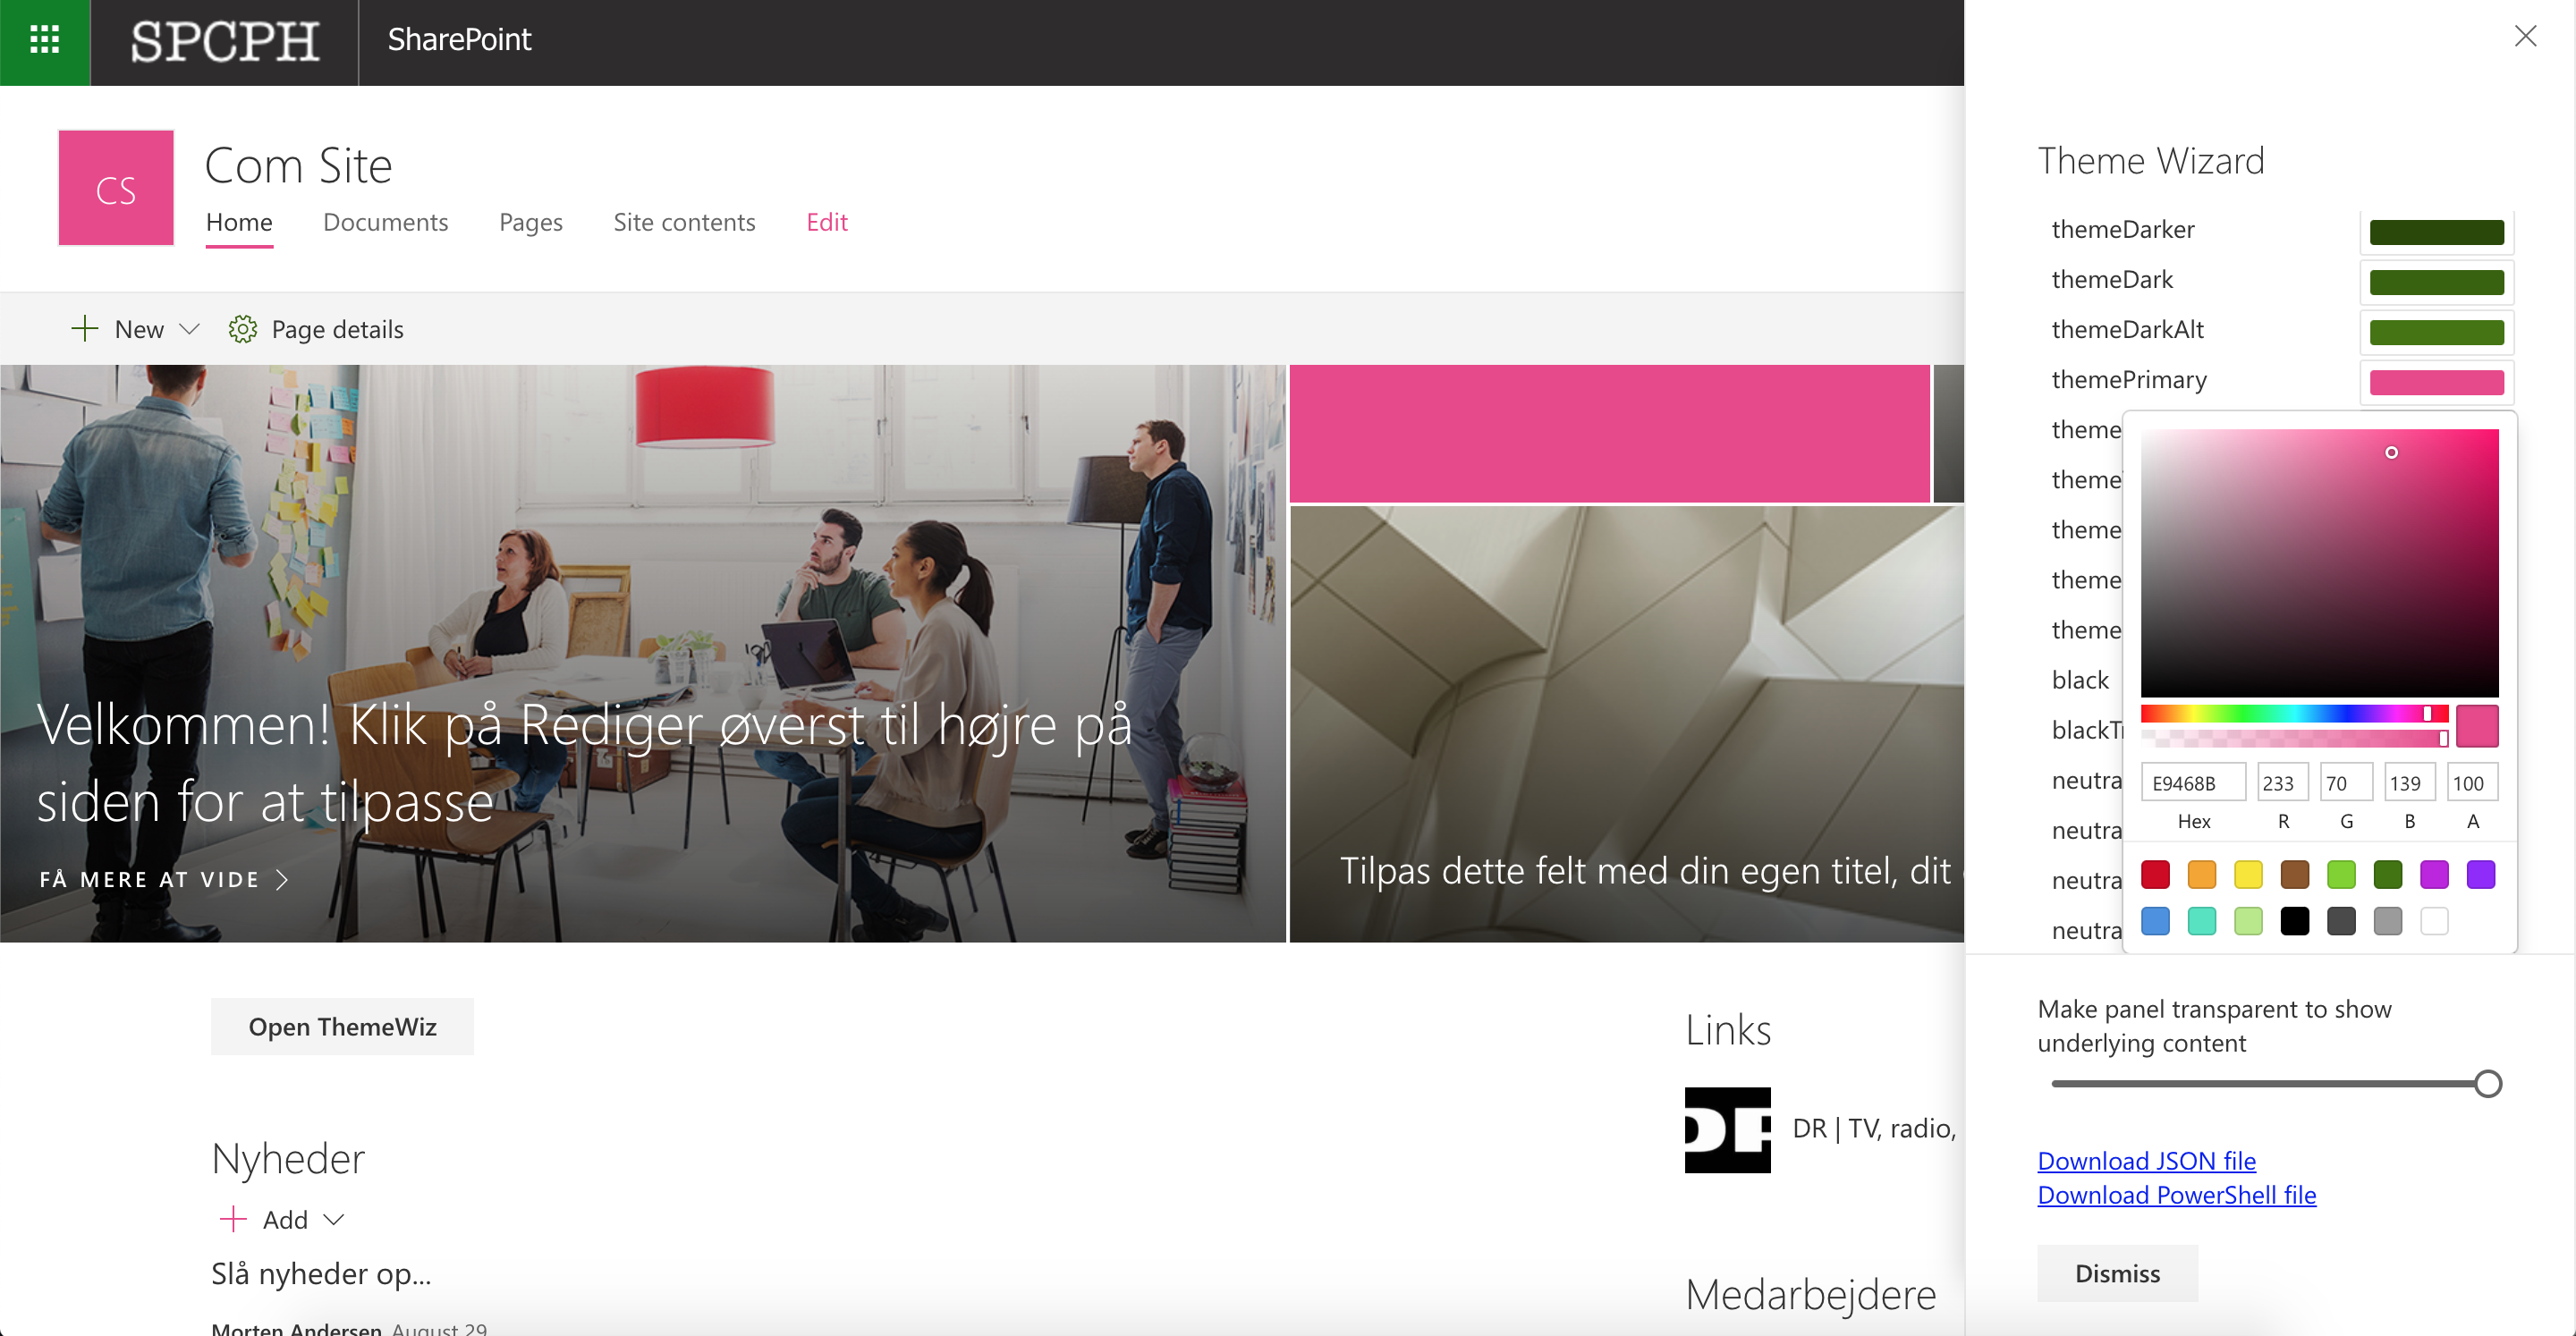 SPCPH
SharePoint
CS
Com Site
Home
Documents
Pages
Site contents
Edit
New
Page details
Velkommen! Klik på Rediger øverst til højre på
siden for at tilpasse
FÅ MERE AT VIDE
Tilpas dette felt med din egen titel, dit
Open ThemeWiz
Nyheder
Add
Slå nyheder op...
Morten Andersen August 29
Links
DR
DR | TV, radio,
Medarbejdere
Theme Wizard
themeDarker
themeDark
themeDarkAlt
themePrimary
theme
theme
theme
theme
theme
black
blackTr
neutra
neutra
neutra
neutra
E9468B
233
70
139
100
Hex
R
G
B
A
Make panel transparent to show
underlying content
Download JSON file
Download PowerShell file
Dismiss